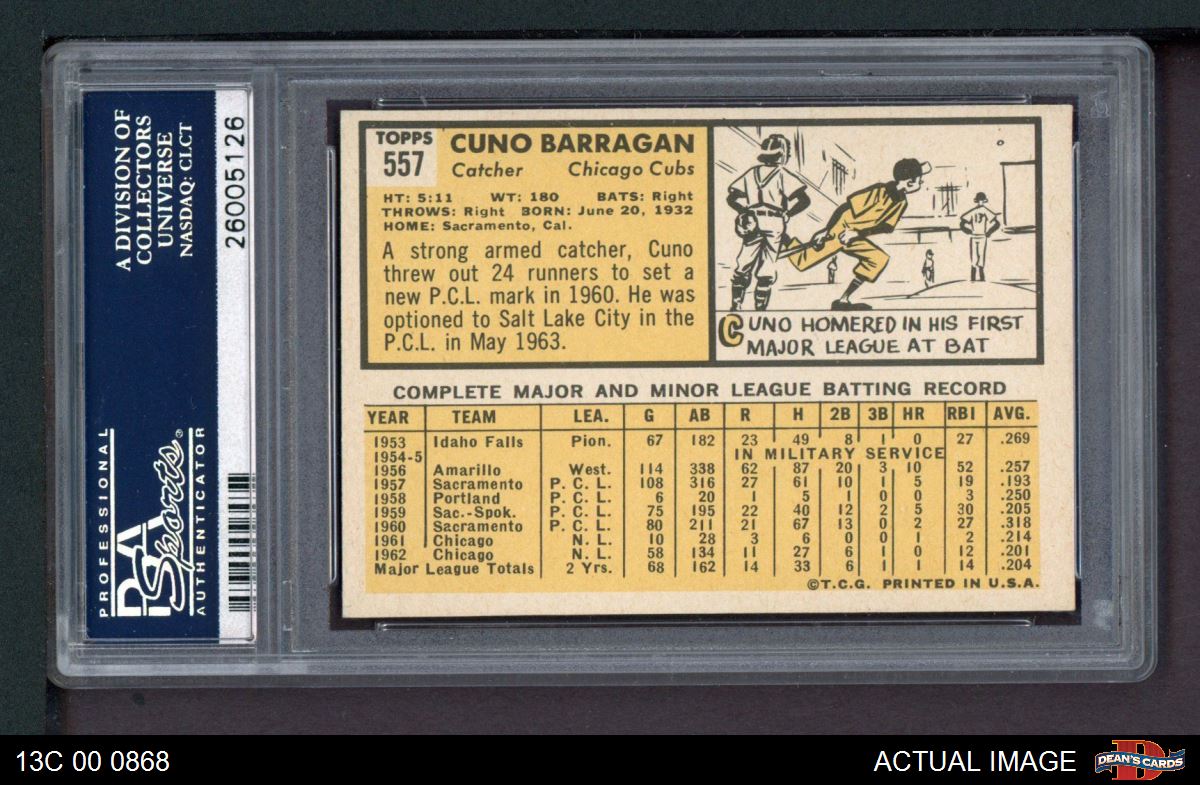 A DIVISION OF
COLLECTORS
UNIVERSE
NASDAQ: CLCT
26005126
PROFESSIONAL
PSA
Sports®
AUTHENTICATOR
TOPPS
557
CUNO BARRAGAN
Catcher Chicago Cubs
HT: 5:11 WT: 180 BATS: Right
THROWS: Right BORN: June 20, 1932
HOME: Sacramento, Cal.
A strong armed catcher, Cuno
threw out 24 runners to set a
new P.C.L. mark in 1960. He was
optioned to Salt Lake City in the
P.C.L. in May 1963.
CUNO HOMERED IN HIS FIRST
MAJOR LEAGUE AT BAT
COMPLETE MAJOR AND MINOR LEAGUE BATTING RECORD
YEAR TEAM LEA. G AB R H 2B 3B HR RBI AVG.
1953 Idaho Falls Pion. 67 182 23 49 8 1 0 27 .269
1954-5 IN MILITARY SERVICE
1956 Amarillo West. 114 338 62 87 20 3 10 52 .257
1957 Sacramento P. C. L. 108 316 27 61 10 1 5 19 .193
1958 Portland P. C. L. 6 20 1 5 1 0 0 3 .250
1959 Sac.-Spok. P. C. L. 75 195 22 40 12 2 5 30 .205
1960 Sacramento P. C. L. 80 211 21 67 13 0 2 27 .318
1961 Chicago N. L. 10 28 3 6 0 0 1 2 .214
1962 Chicago N. L. 58 134 11 27 6 1 0 12 .201
Major League Totals 2 Yrs. 68 162 14 33 6 1 1 14 .204
©T.C.G. PRINTED IN U.S.A.
13C 00 0868
ACTUAL IMAGE
DEAN'S CARDS